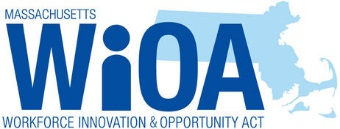 MASSACHUSETTS
WiOA
WORKFORCE INNOVATION & OPPORTUNITY ACT